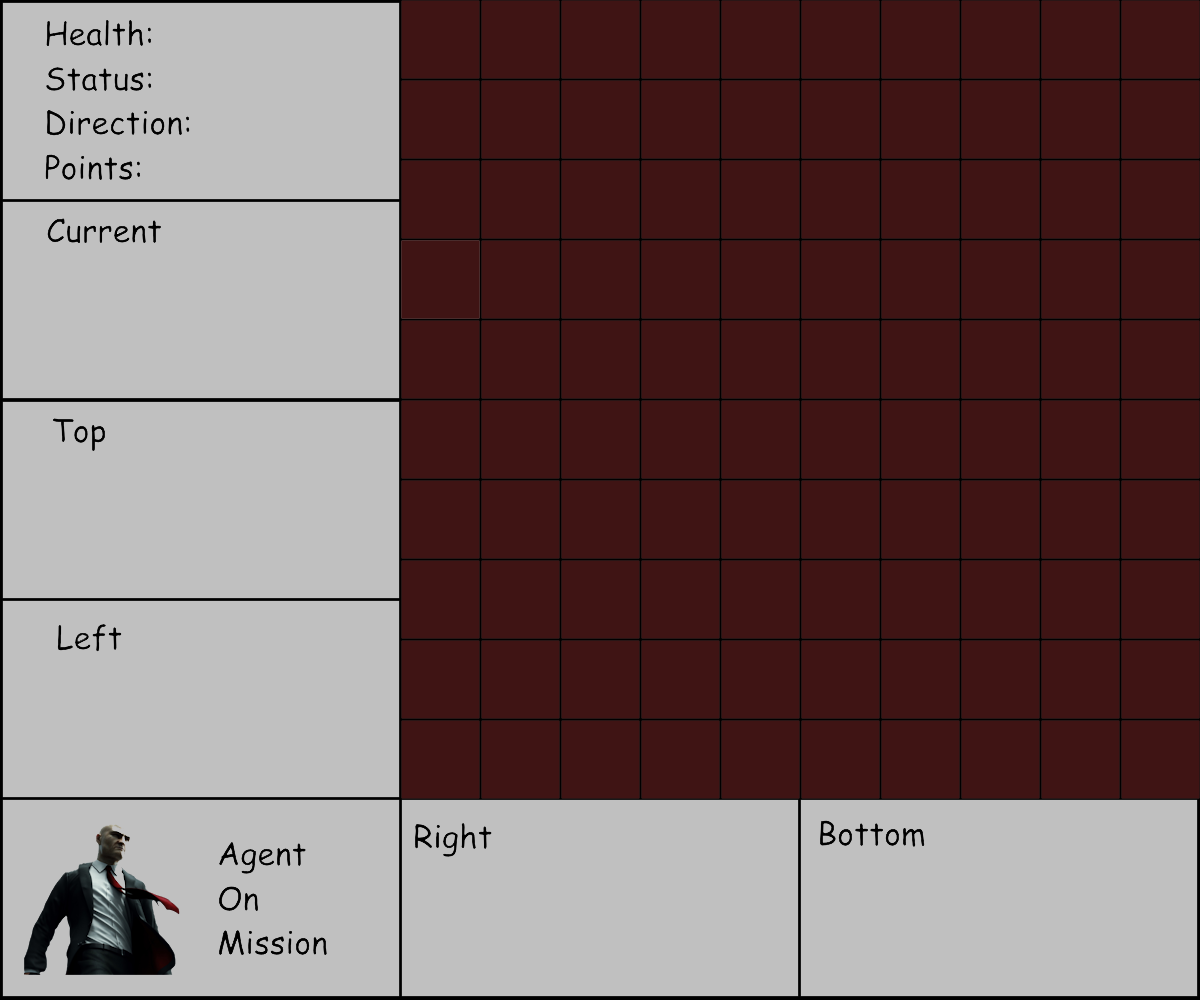 Health:
Status:
Direction:
Points:
Current
Top
Left
Agent
On
Mission
Right
Bottom